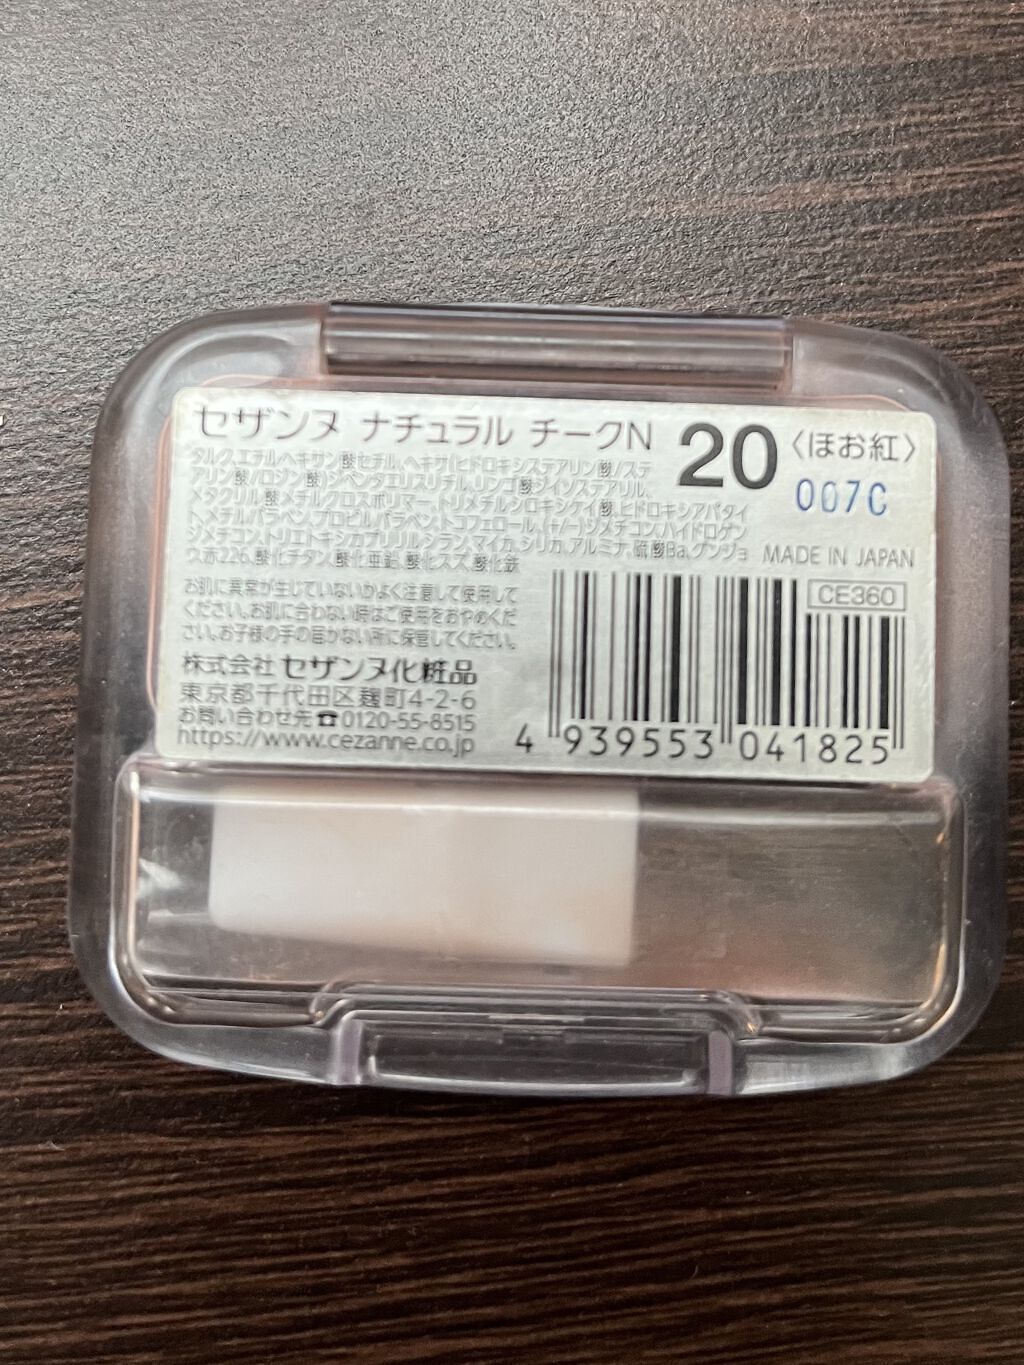 セザンヌ ナチュラル チークN 20 〈ほお紅〉
007C
タルク、エチルヘキサン酸セチル、ヘキサ(ヒドロキシステアリン酸/ステ
アリン酸/ロジン酸)ジペンタエリスリチル、リンゴ酸ジイソステアリル、
メタクリル酸メチルクロスポリマー、トリメチルシロキシケイ酸、ヒドロキシアパタイ
ト、メチルパラベン、プロピルパラベン、トコフェロール、(+/-)ジメチコン、ハイドロゲン
ジメチコン、トリエトキシカプリリルシラン、マイカ、シリカ、アルミナ、硫酸Ba、グンジョ
ウ、赤226、酸化チタン、酸化亜鉛、酸化スズ、酸化鉄
MADE IN JAPAN
CE360
お肌に異常が生じていないかよく注意して使用して
ください。お肌に合わない時はご使用をおやめくだ
さい。お子様の手の届かない所に保管してください。
株式会社 セザンヌ化粧品
東京都千代田区麹町4-2-6
お問い合わせ先☎0120-55-8515
https://www.cezanne.co.jp
4 939553 041825